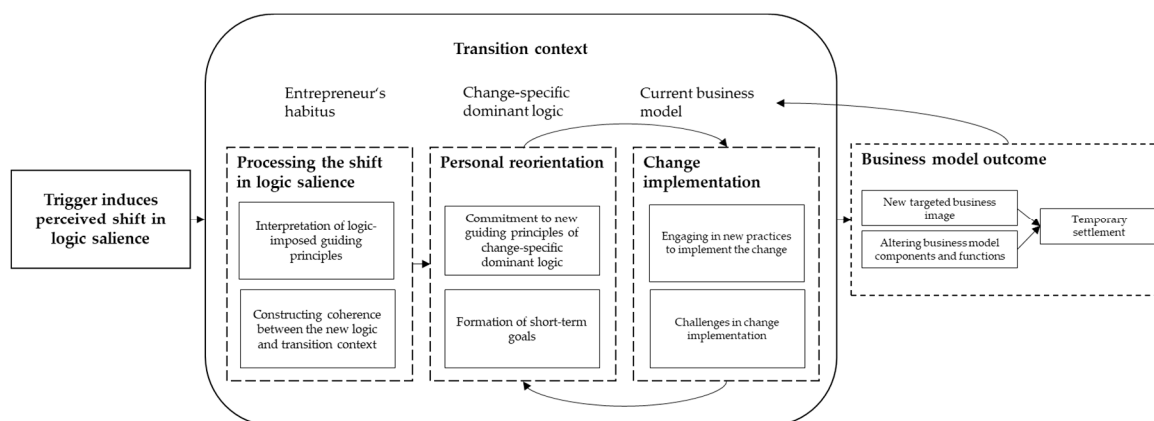 Transition context
Entrepreneur's
habitus
Change-specific
dominant logic
Current business
model
Trigger induces
perceived shift in
logic salience
Processing the shift
in logic salience
Interpretation of logic-
imposed guiding
principles
Constructing coherence
between the new logic
and transition context
Personal reorientation
Commitment to new
guiding principles of
change-specific
dominant logic
Formation of short-term
goals
Change
implementation
Engaging in new practices
to implement the change
Challenges in change
implementation
Business model outcome
New targeted business
image
Altering business model
components and functions
Temporary
settlement